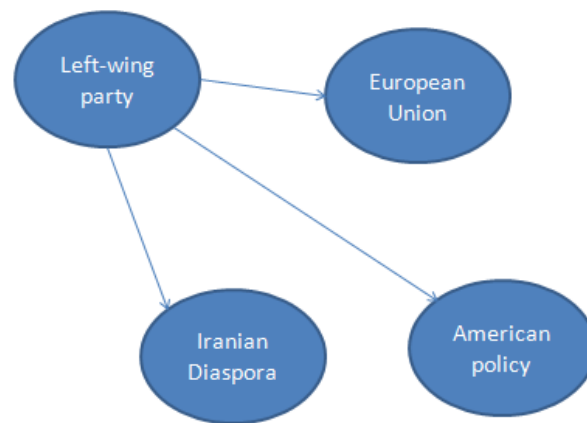 Left-wing
party
European
Union
Iranian
Diaspora
American
policy